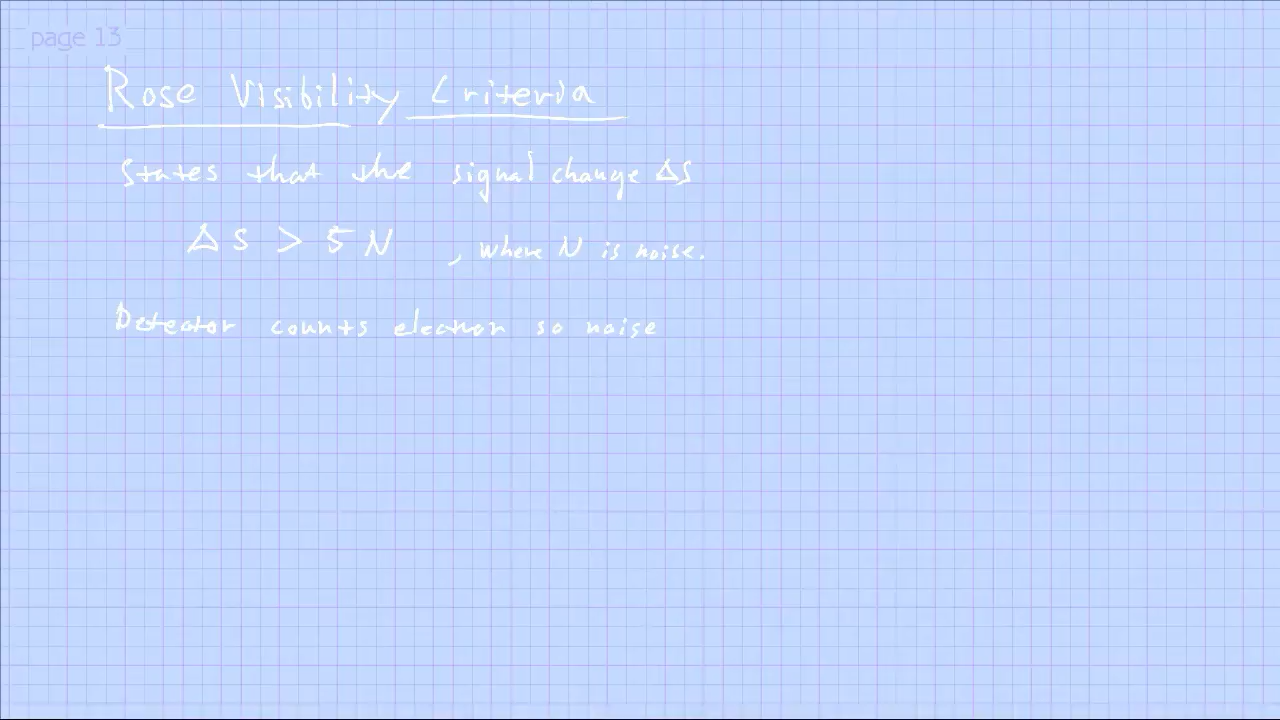 page 13
Rose Visibility Criteria
States that the signal change ΔS
ΔS > 5 N , where N is noise.
Detector counts electron so noise